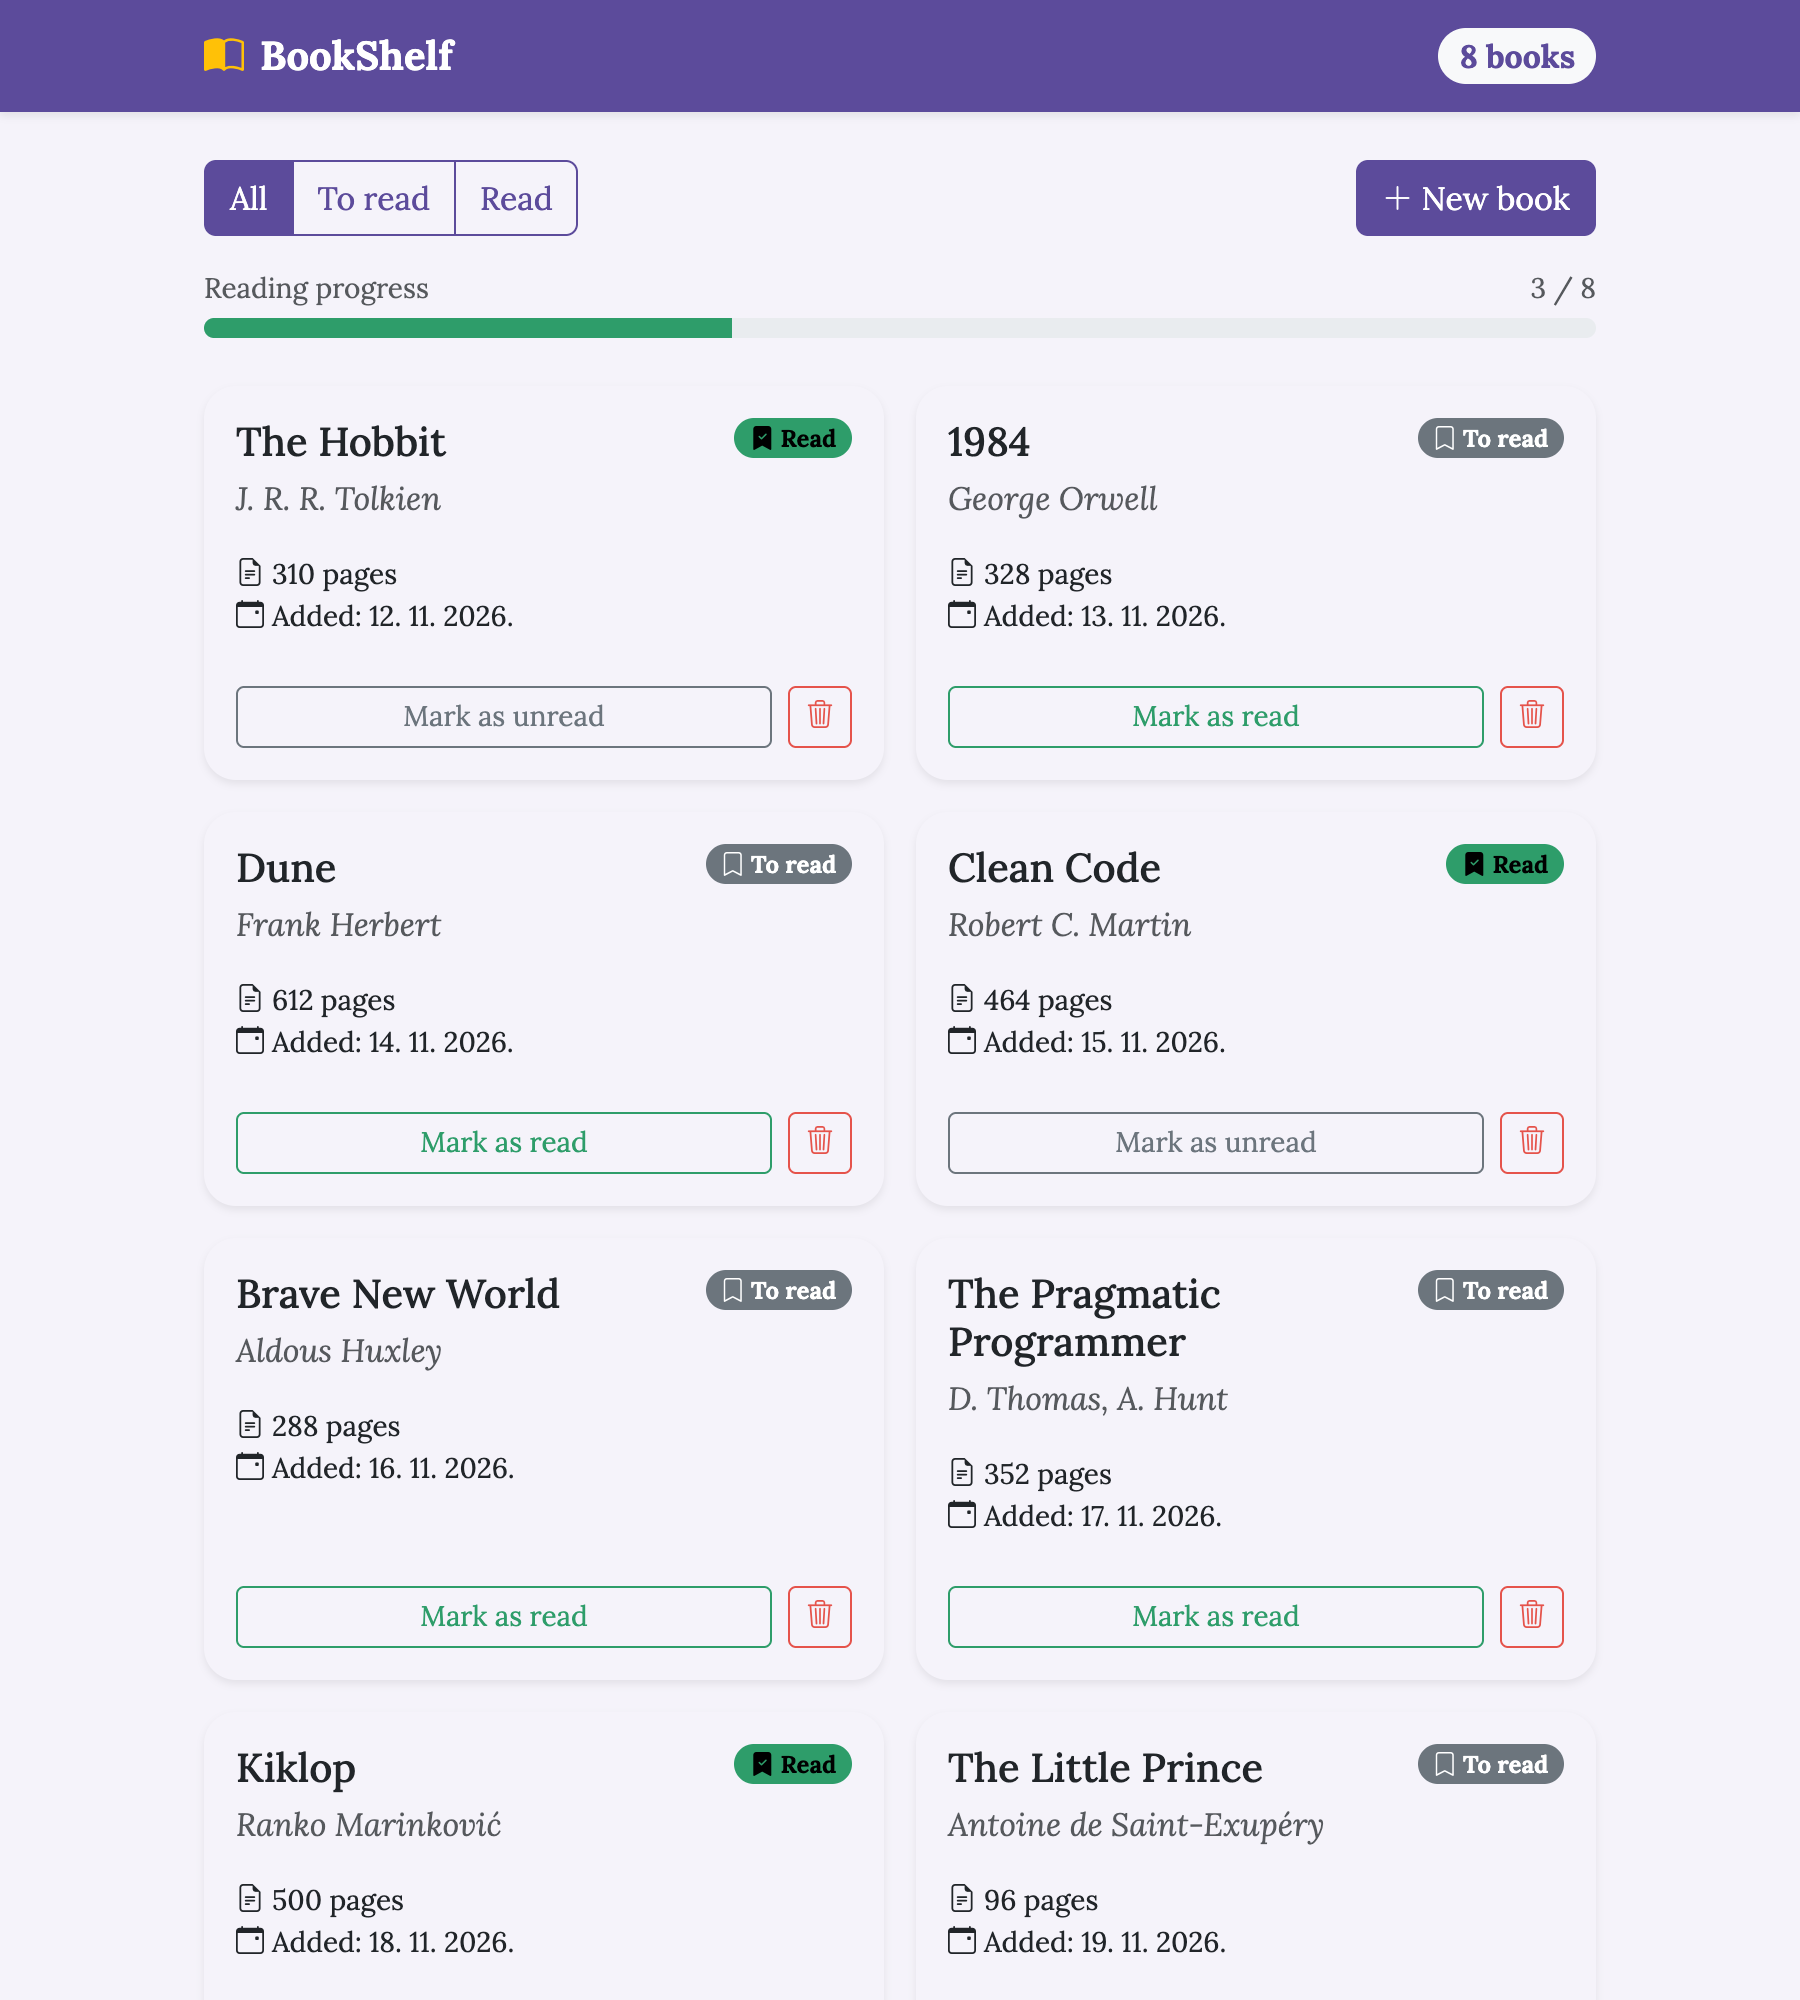 BookShelf
8 books
All
To read
Read
+ New book
Reading progress
3 / 8
The Hobbit
Read
J. R. R. Tolkien
310 pages
Added: 12. 11. 2026.
Mark as unread
1984
To read
George Orwell
328 pages
Added: 13. 11. 2026.
Mark as read
Dune
To read
Frank Herbert
612 pages
Added: 14. 11. 2026.
Mark as read
Clean Code
Read
Robert C. Martin
464 pages
Added: 15. 11. 2026.
Mark as unread
Brave New World
To read
Aldous Huxley
288 pages
Added: 16. 11. 2026.
Mark as read
The Pragmatic
Programmer
To read
D. Thomas, A. Hunt
352 pages
Added: 17. 11. 2026.
Mark as read
Kiklop
Read
Ranko Marinković
500 pages
Added: 18. 11. 2026.
The Little Prince
To read
Antoine de Saint-Exupéry
96 pages
Added: 19. 11. 2026.